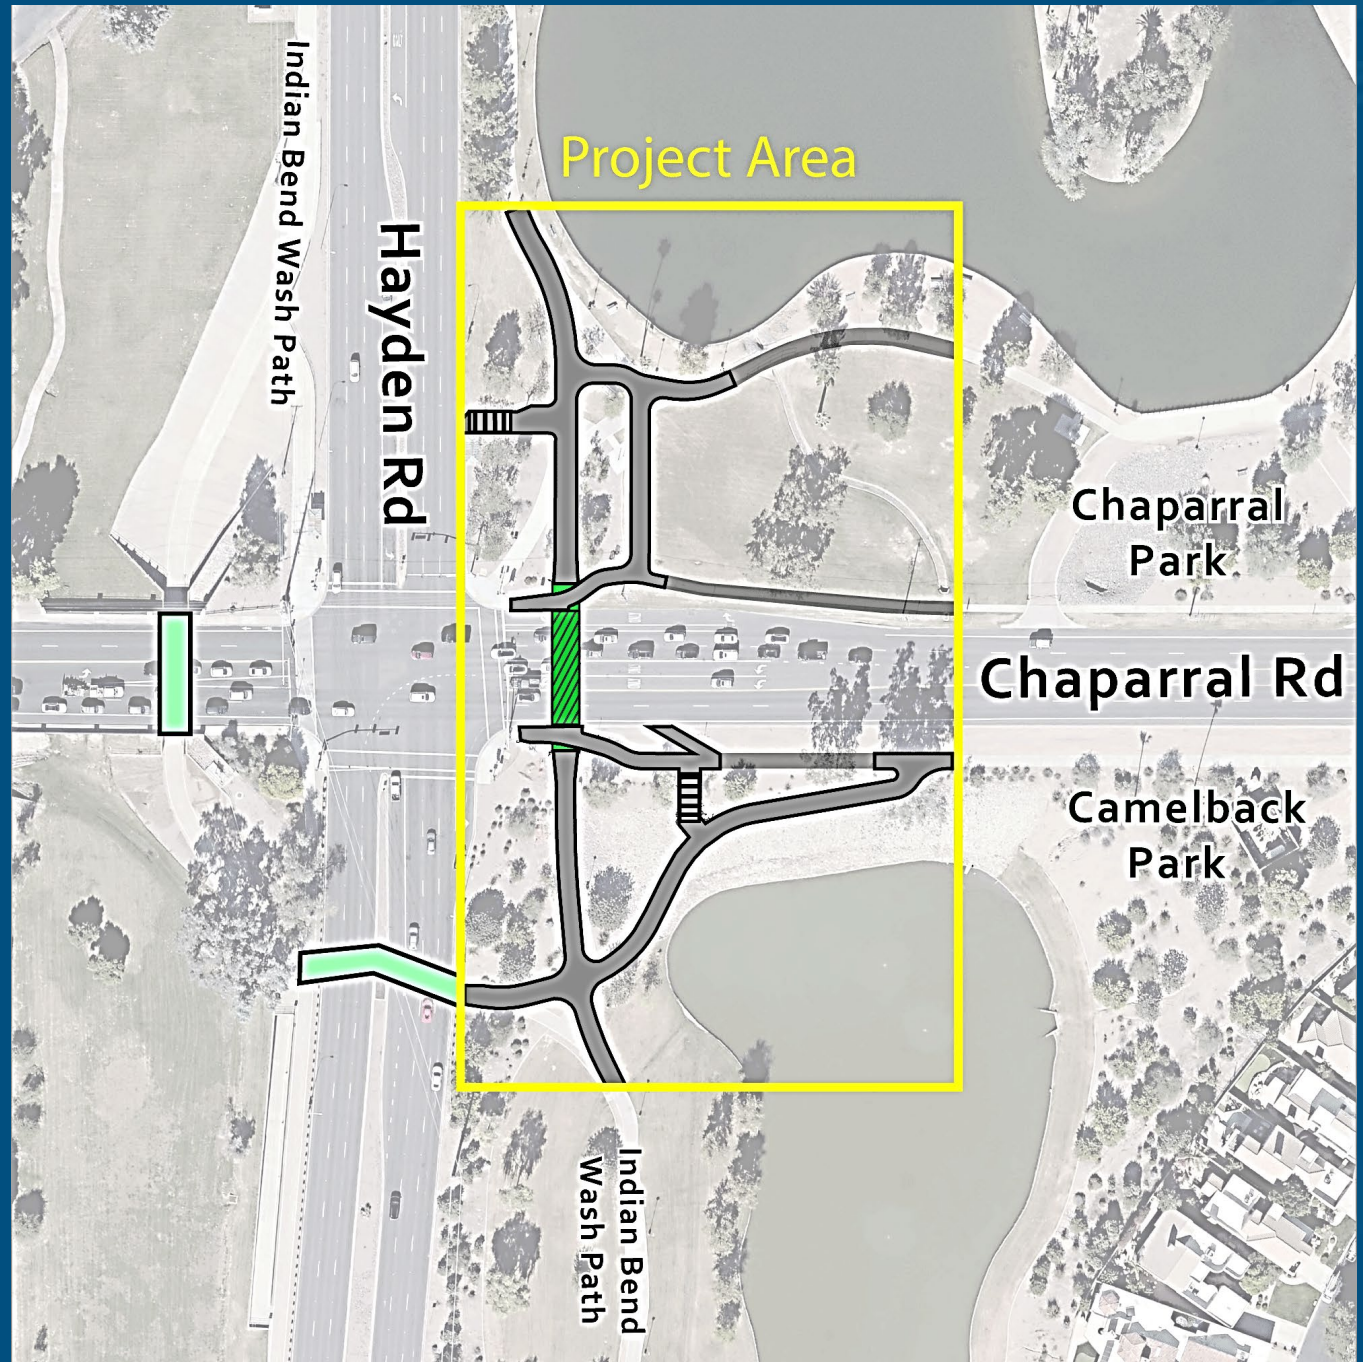 Indian Bend Wash Path
Project Area
Hayden Rd
Chaparral
Park
Chaparral Rd
Camelback
Park
Indian Bend
Wash Path